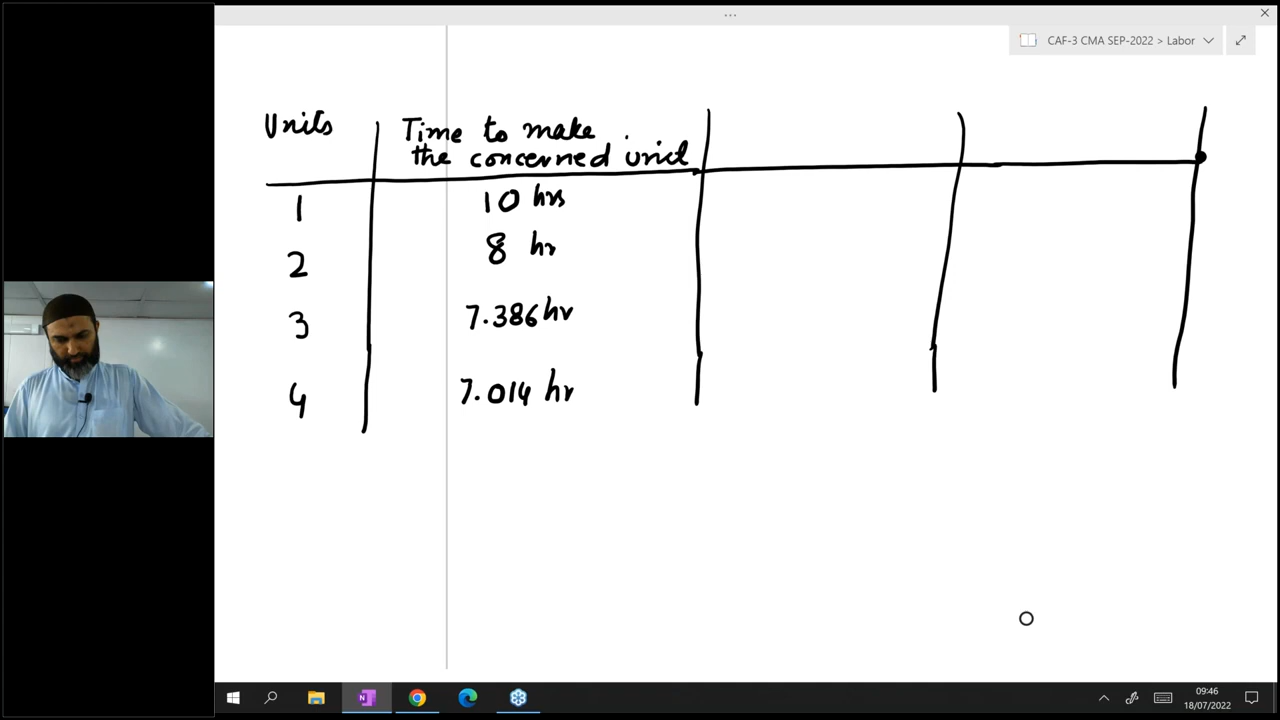 CAF-3 CMA SEP-2022 > Labor
Units
Time to make
the concerned unit
1
10 hrs
2
8 hr
3
7.386 hr
4
7.014 hr
09:46
18/07/2022